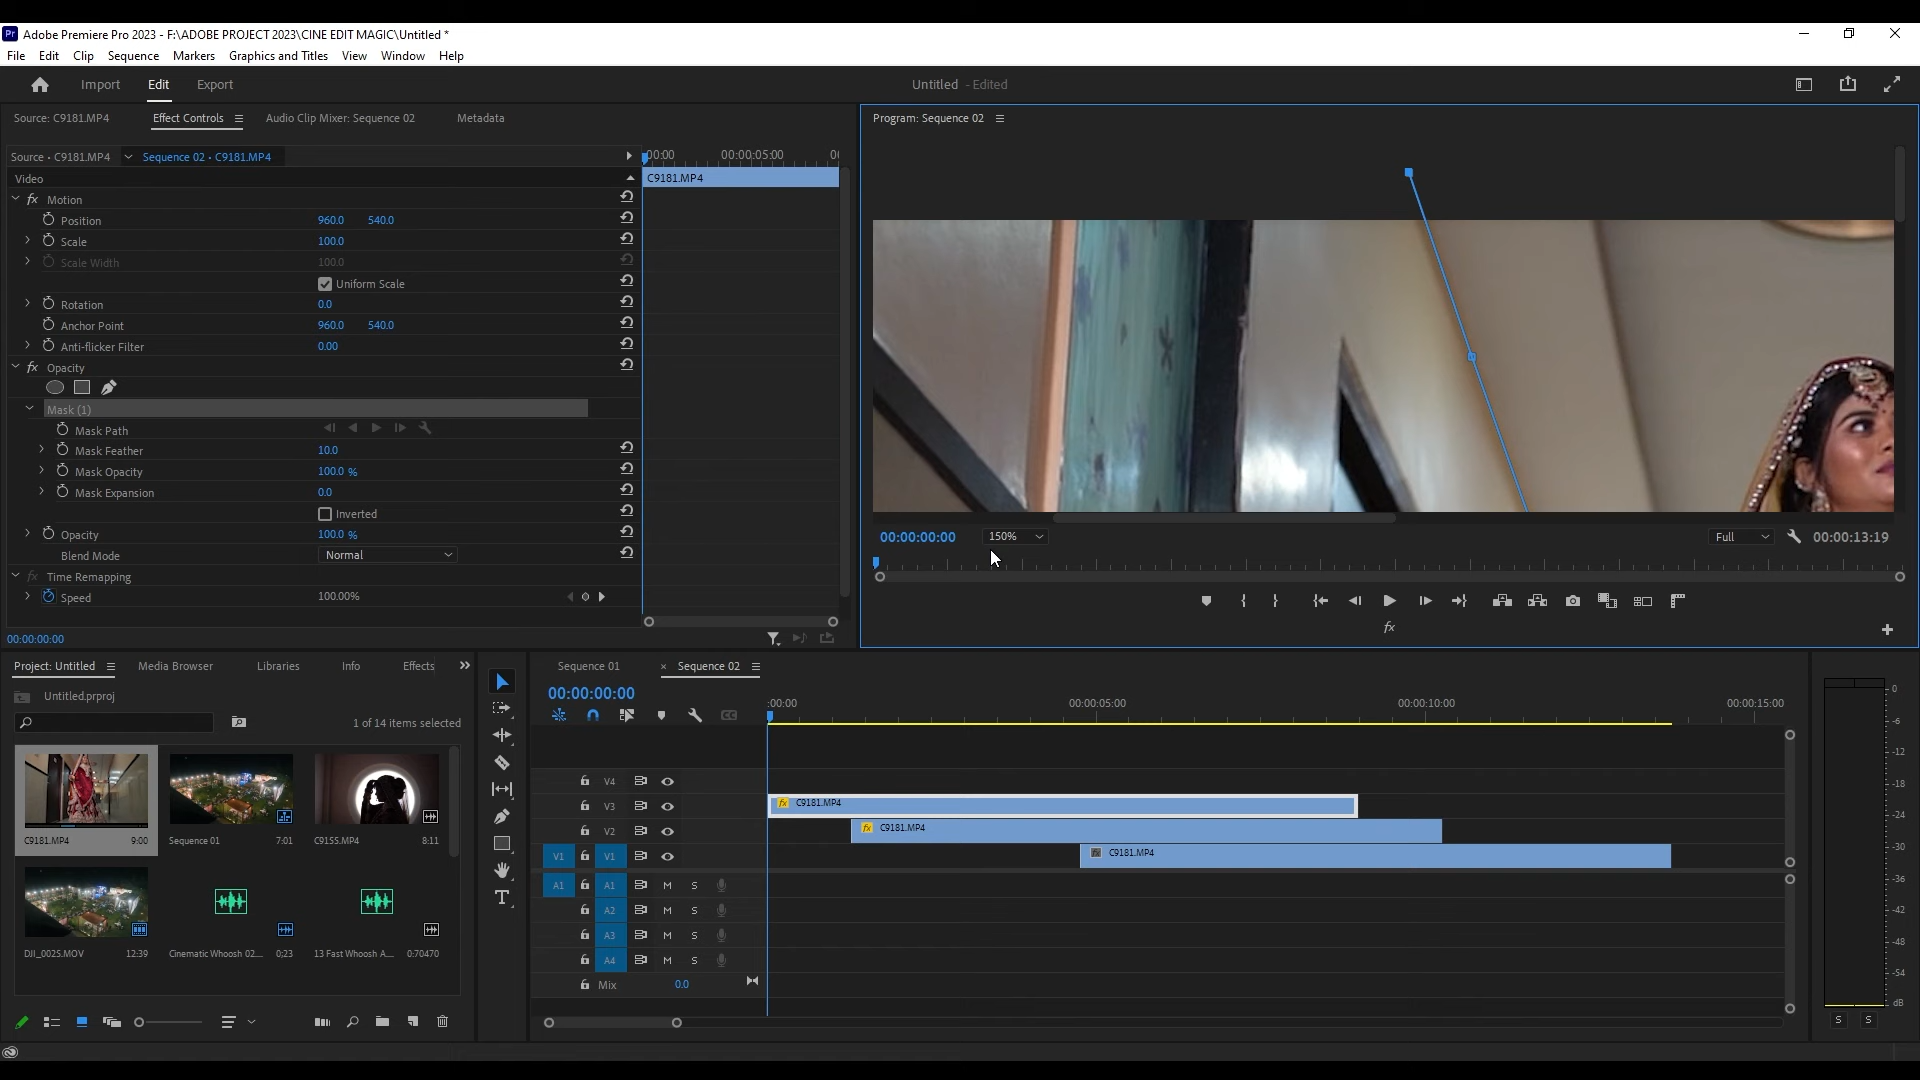 Pr Adobe Premiere Pro 2023 - F:\ADOBE PROJECT 2023\CINE EDIT MAGIC\Untitled *
File Edit Clip Sequence Markers Graphics and Titles View Window Help
Import Edit Export Untitled - Edited
Source: C9181.MP4 Effect Controls Audio Clip Mixer: Sequence 02 Metadata
Program: Sequence 02
Source • C9181.MP4 Sequence 02 • C9181.MP4
:00:00 00:00:05:00
Video C9181.MP4
fx Motion
Position 960.0 540.0
Scale 100.0
Scale Width 100.0
Uniform Scale
Rotation 0.0
Anchor Point 960.0 540.0
Anti-flicker Filter 0.00
fx Opacity
Mask (1)
Mask Path
Mask Feather 10.0
Mask Opacity 100.0 %
Mask Expansion 0.0
Inverted
Opacity 100.0 %
Blend Mode Normal
fx Time Remapping
Speed 100.00%
00:00:00:00
00:00:00:00 150% Full 00:00:13:19
fx
Project: Untitled Media Browser Libraries Info Effects
Untitled.prproj
1 of 14 items selected
C9181.MP4 9:00 Sequence 01 7:01 C9155.MP4 8:11
DJI_0025.MOV 12:39 Cinematic Whoosh 02... 0;23 13 Fast Whoosh A... 0:70470
Sequence 01 × Sequence 02
00:00:00:00
:00:00 00:00:05:00 00:00:10:00 00:00:15:00
V4
V3 fx C9181.MP4
V2 fx C9181.MP4
V1 V1 fx C9181.MP4
A1 A1 M S
A2 M S
A3 M S
A4 M S
Mix 0.0
0
-6
-12
-18
-24
-30
-36
-42
-48
-54
dB
S S